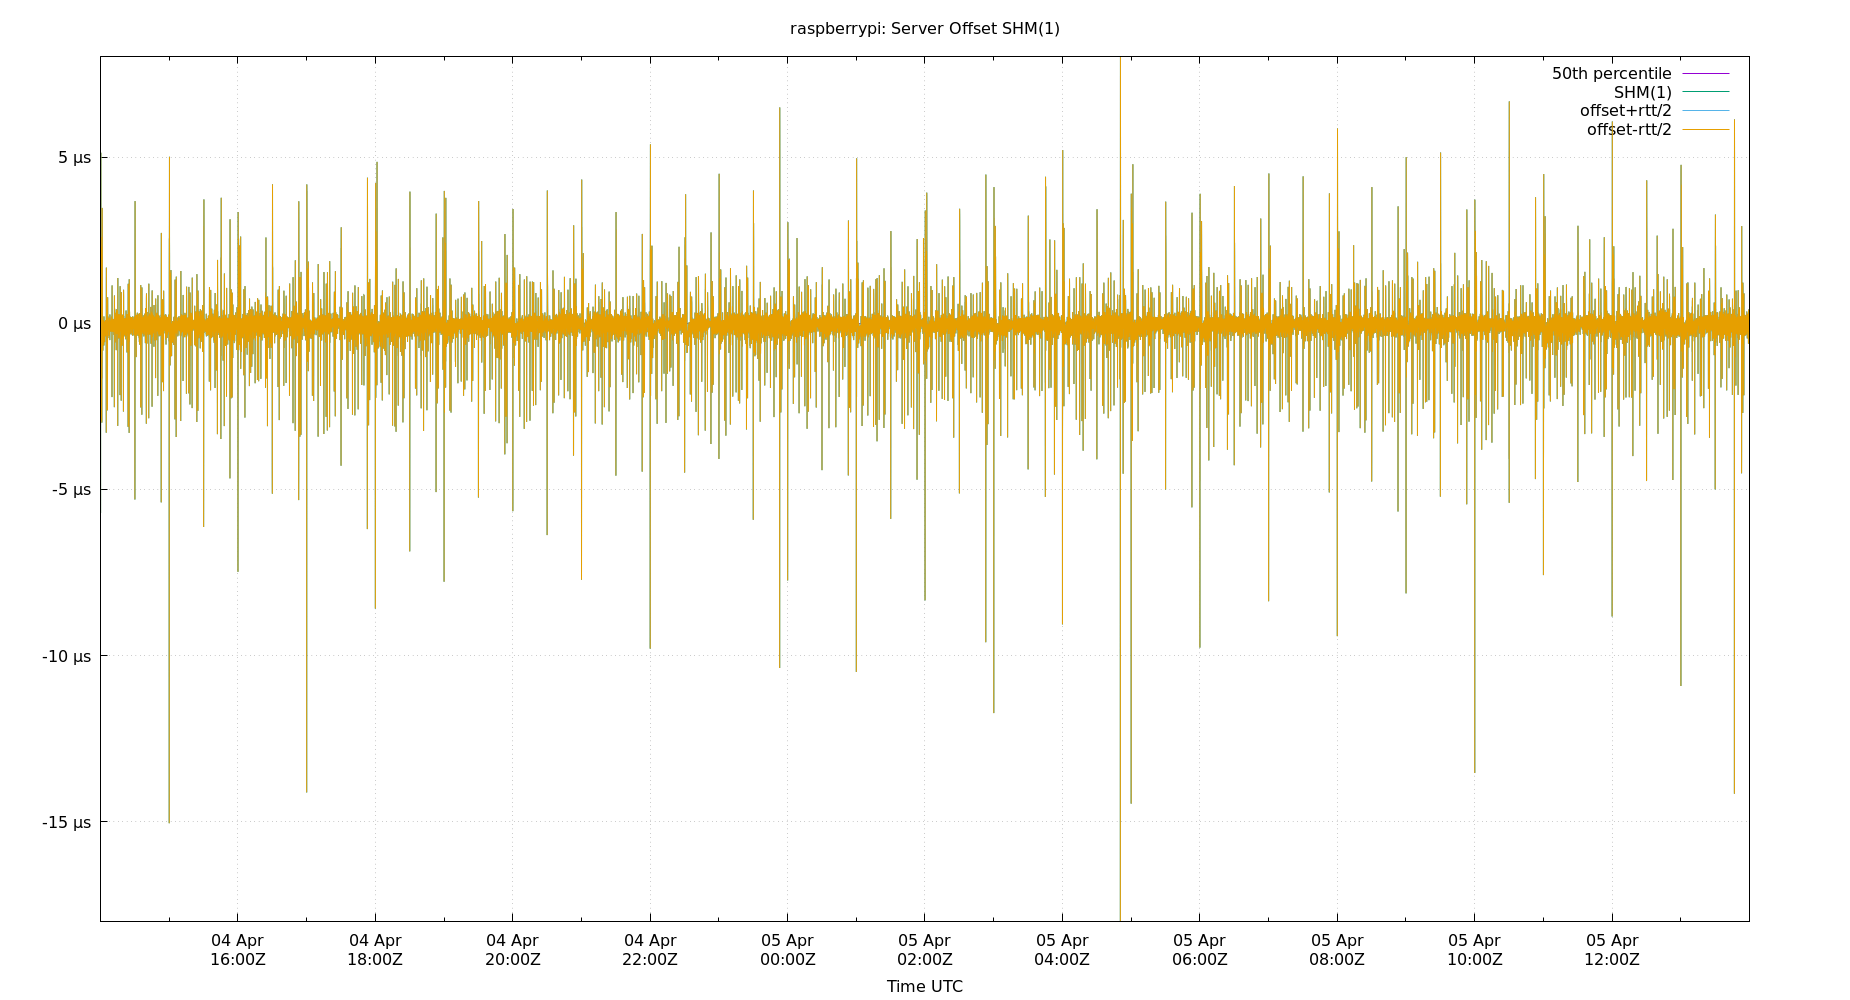 raspberrypi: Server Offset SHM(1)
50th percentile
SHM(1)
offset+rtt/2
offset-rtt/2
5 µs
0 µs
-5 µs
-10 µs
-15 µs
04 Apr 04 Apr 04 Apr 04 Apr 05 Apr 05 Apr 05 Apr 05 Apr 05 Apr 05 Apr 05 Apr
16:00Z 18:00Z 20:00Z 22:00Z 00:00Z 02:00Z 04:00Z 06:00Z 08:00Z 10:00Z 12:00Z
Time UTC